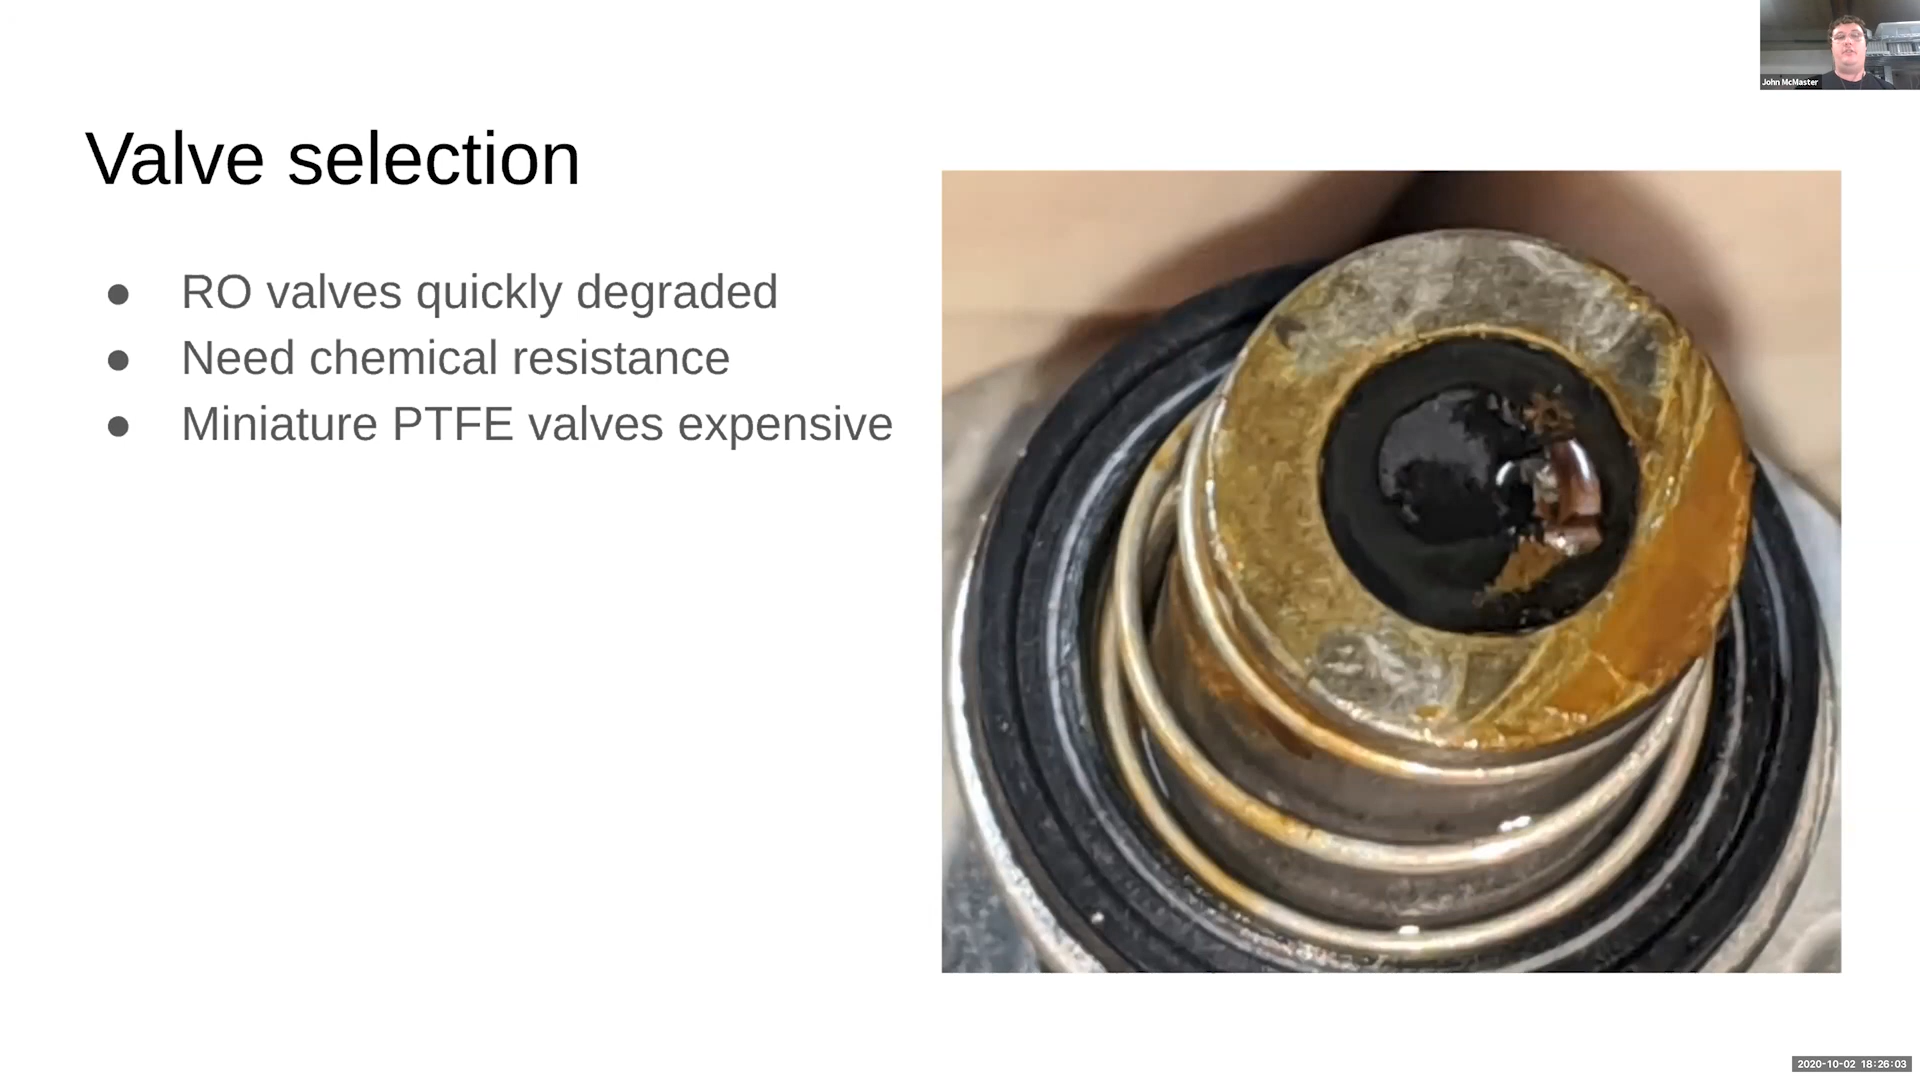 John McMaster
Valve selection
● RO valves quickly degraded
● Need chemical resistance
● Miniature PTFE valves expensive
2020-10-02 18:26:03